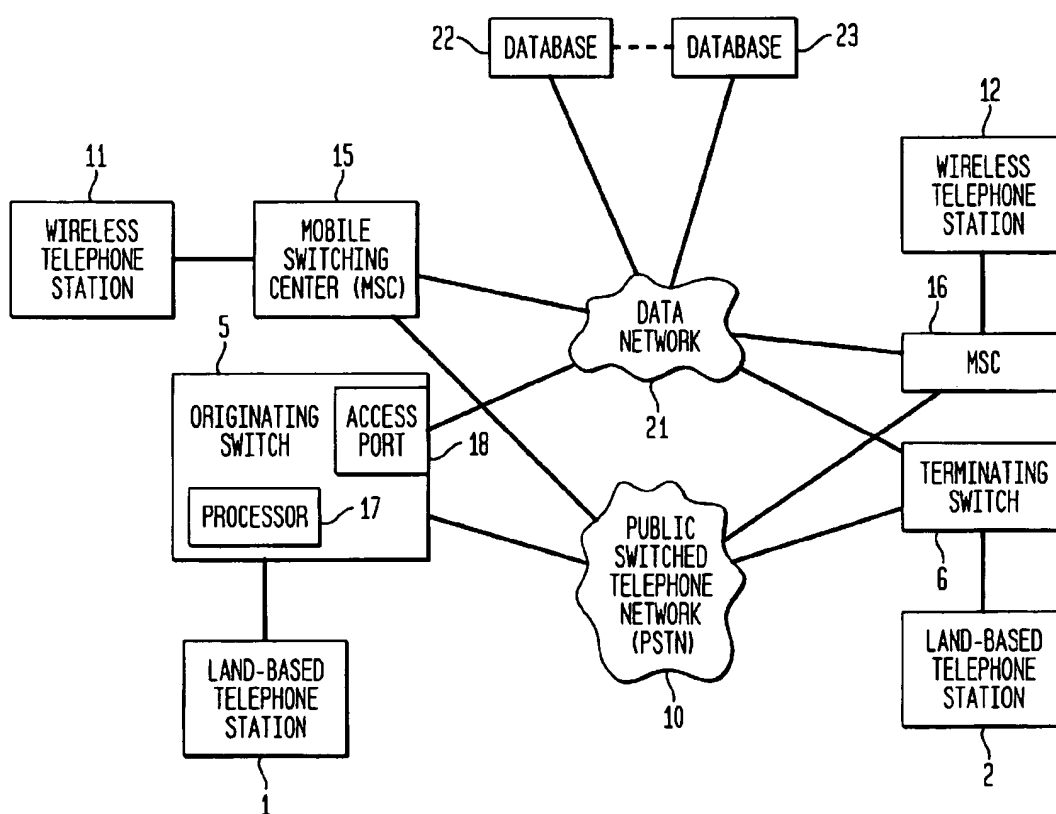 22
DATABASE
DATABASE
23
12
11
15
WIRELESS
TELEPHONE
STATION
MOBILE
SWITCHING
CENTER (MSC)
WIRELESS
TELEPHONE
STATION
16
5
DATA
NETWORK
MSC
21
ORIGINATING
SWITCH
ACCESS
PORT
18
PROCESSOR
17
TERMINATING
SWITCH
6
PUBLIC
SWITCHED
TELEPHONE
NETWORK
(PSTN)
10
LAND-BASED
TELEPHONE
STATION
1
LAND-BASED
TELEPHONE
STATION
2